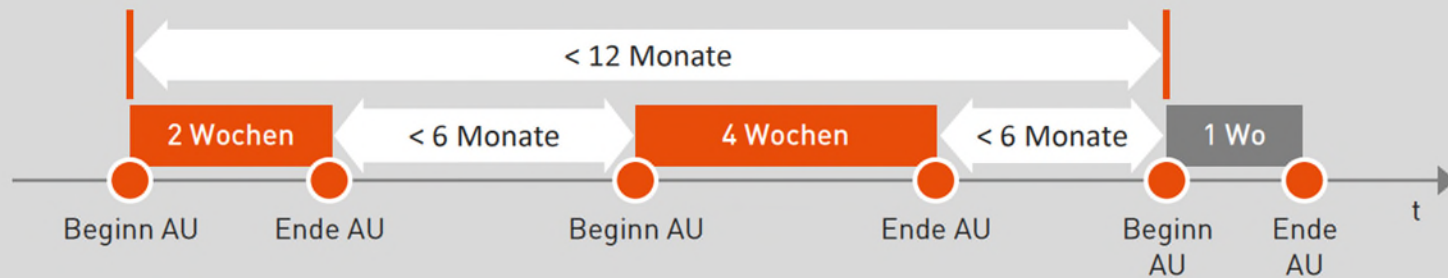 < 12 Monate
2 Wochen
< 6 Monate
4 Wochen
< 6 Monate
1 Wo
Beginn AU
Ende AU
Beginn AU
Ende AU
Beginn
AU
Ende
AU
t